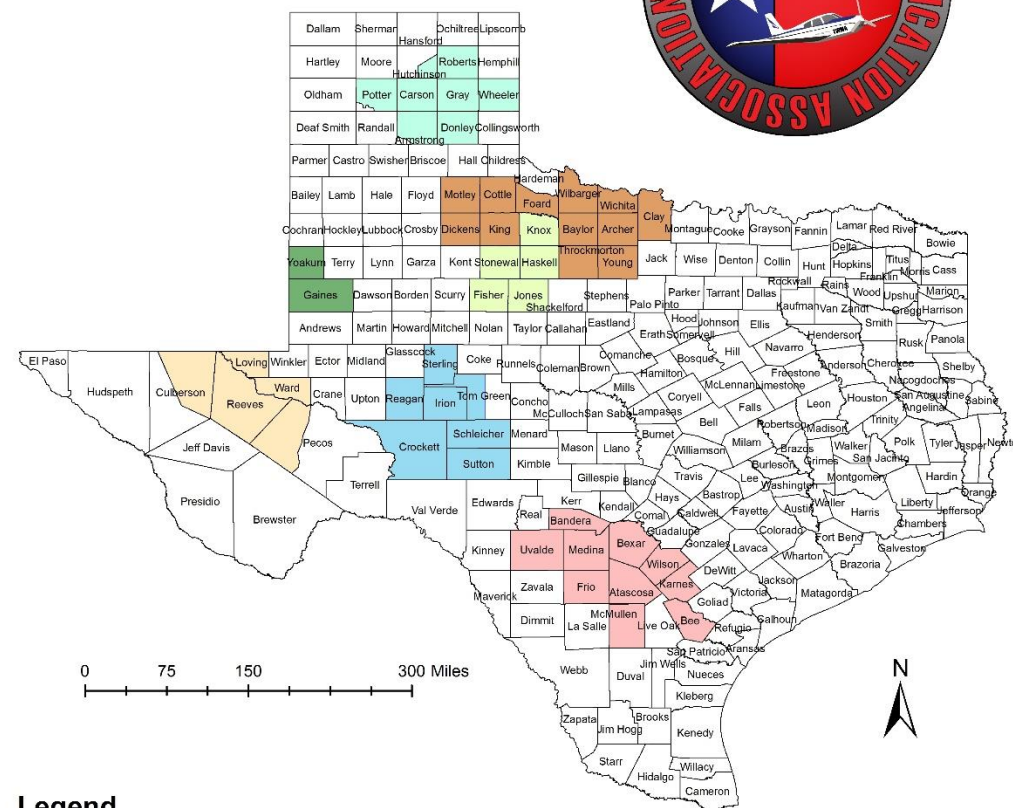 ICATION ASSOCIATION
Dallam Sherman Hansford Ochiltree Lipscomb
Hartley Moore Hutchinson Roberts Hemphill
Oldham Potter Carson Gray Wheeler
Deaf Smith Randall Armstrong Donley Collingsworth
Parmer Castro Swisher Briscoe Hall Childress
Hardeman
Bailey Lamb Hale Floyd Motley Cottle Foard Wilbarger Wichita Clay
Cochran Hockley Lubbock Crosby Dickens King Knox Baylor Archer Montague Cooke Grayson Fannin Lamar Red River Bowie
Delta
Yoakum Terry Lynn Garza Kent Stonewal Haskell Throckmorton Young Jack Wise Denton Collin Hunt Hopkins Titus Morris Cass
Franklin
Rockwall Rains
Gaines Dawson Borden Scurry Fisher Jones Shackelford Stephens Palo Pinto Parker Tarrant Dallas Kaufman Van Zandt Wood Upshur Marion
Gregg Harrison
Andrews Martin Howard Mitchell Nolan Taylor Callahan Eastland Erath Somervell Hood Johnson Ellis Henderson Smith Rusk Panola
El Paso Hudspeth Culberson Loving Winkler Ector Midland Glasscock Sterling Coke Runnels Coleman Brown Comanche Hamilton Bosque Hill Navarro Anderson Cherokee Shelby
Freestone Nacogdoches
Reeves Ward Crane Upton Reagan Irion Tom Green Concho McCulloch San Saba Mills Lampasas Coryell McLennan Limestone Falls Leon Houston San Augustine Sabine
Angelina
Jeff Davis Pecos Crockett Schleicher Menard Mason Llano Burnet Bell Milam Robertson Madison Trinity Walker Polk Tyler Jasper Newt
Williamson Brazos Grimes San Jacinto
Sutton Kimble Burleson
Terrell Gillespie Blanco Travis Lee Washington Montgomery Hardin
Presidio Brewster Val Verde Edwards Real Kerr Kendall Comal Hays Caldwell Bastrop Fayette Austin Waller Harris Liberty Orange
Chambers Jefferson
Bandera Guadalupe Gonzales Colorado Fort Bend Galveston
Kinney Uvalde Medina Bexar Wilson Lavaca Wharton Brazoria
DeWitt
Maverick Zavala Frio Atascosa Karnes Goliad Victoria Jackson Matagorda
Dimmit La Salle McMullen Live Oak Bee Refugio Calhoun
San Patricio Aransas
Webb Duval Jim Wells Nueces
Kleberg
Zapata Jim Hogg Brooks Kenedy
Starr Hidalgo Willacy
Cameron
0 75 150 300 Miles
N
Legend